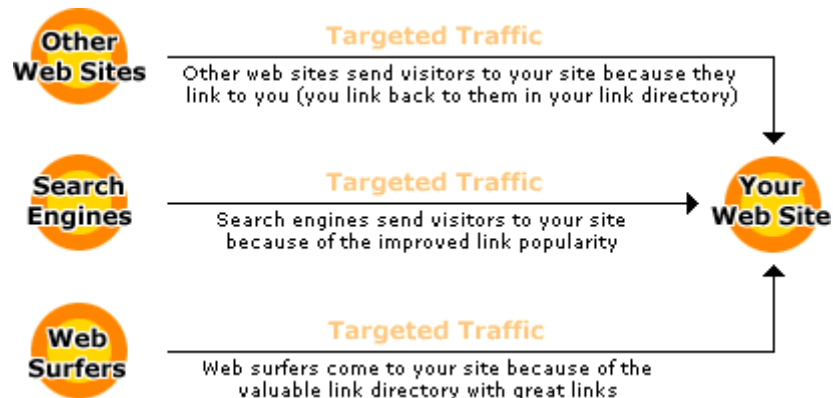 Other
Web Sites
Targeted Traffic
Other web sites send visitors to your site because they
link to you (you link back to them in your link directory)
Search
Engines
Targeted Traffic
Search engines send visitors to your site
because of the improved link popularity
Your
Web Site
Web
Surfers
Targeted Traffic
Web surfers come to your site because of the
valuable link directory with great links